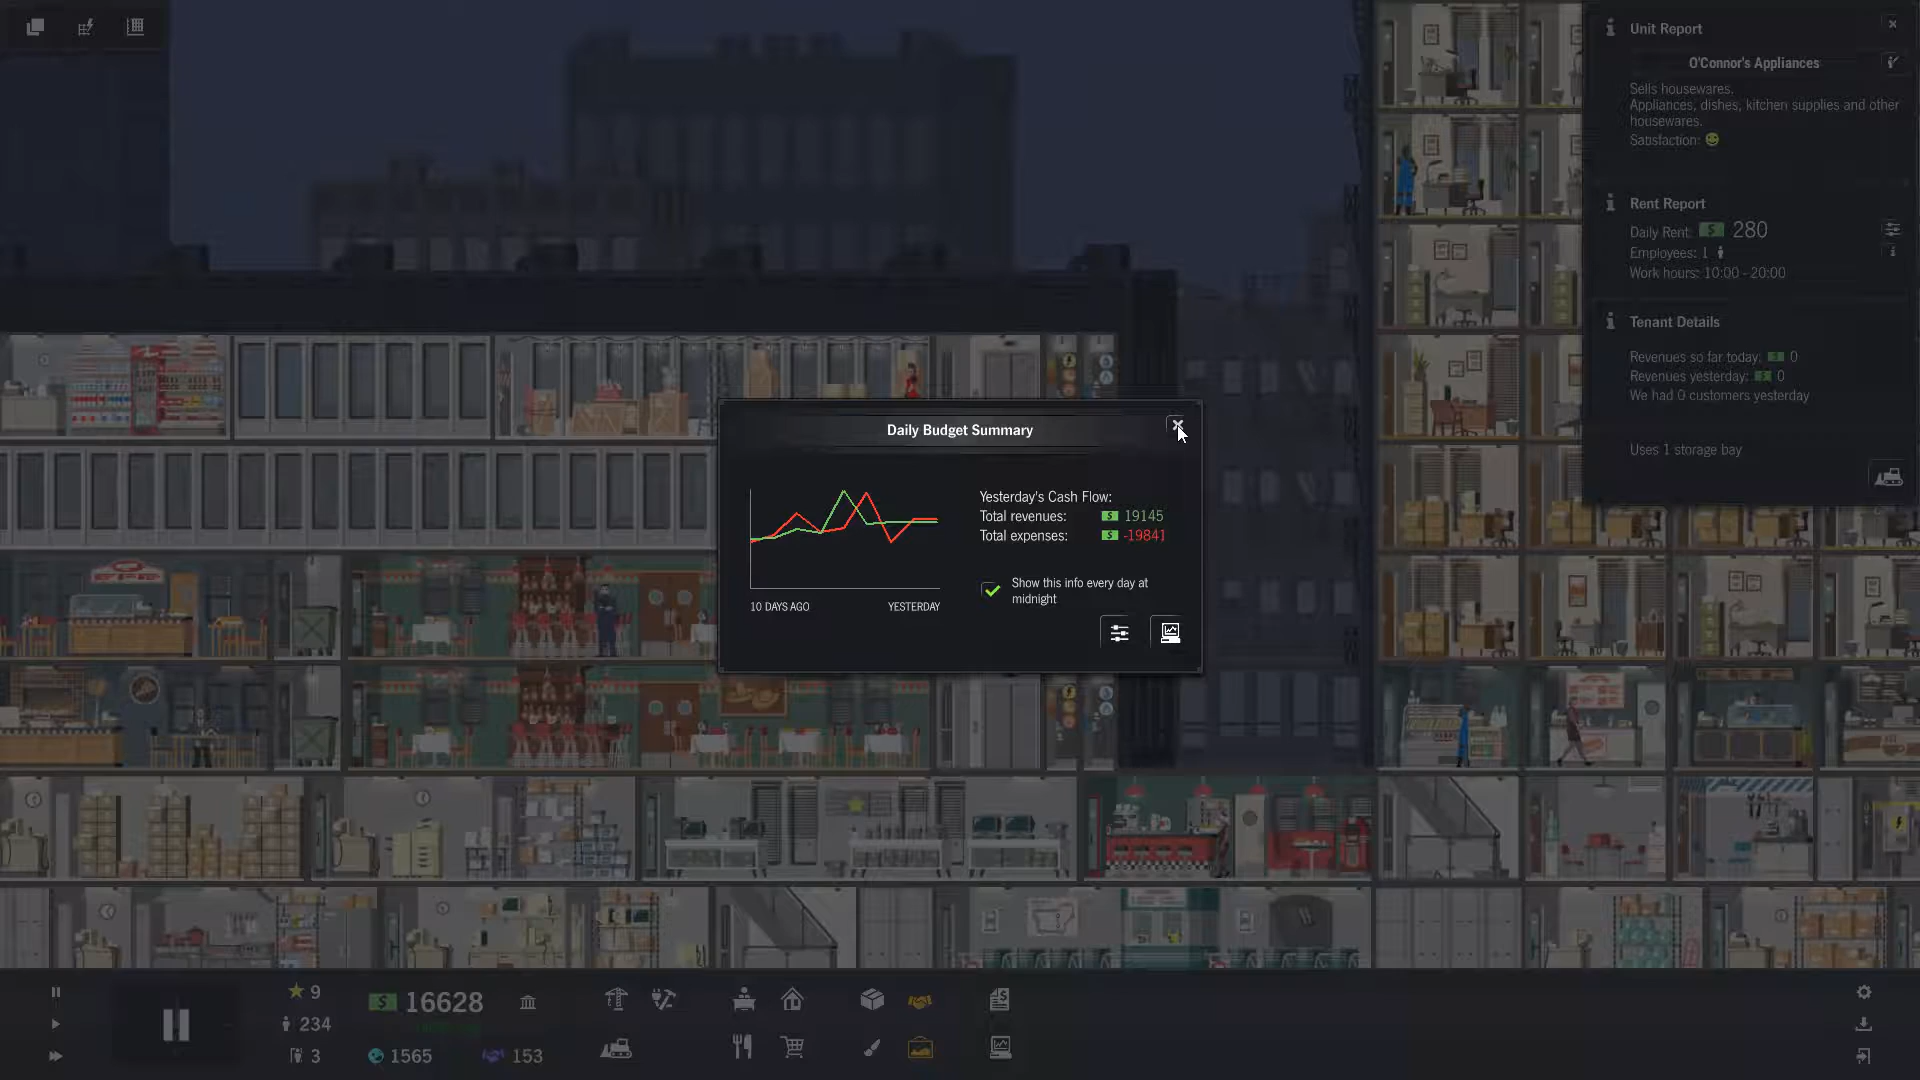 Unit Report
O'Connor's Appliances
Sells housewares.
Appliances, dishes, kitchen supplies and other
housewares.
Satisfaction:
Rent Report
Daily Rent: 280
Employees: 1
Work hours: 10:00 - 20:00
Tenant Details
Revenues so far today: 0
Revenues yesterday: 0
We had 0 customers yesterday
Uses 1 storage bay
Daily Budget Summary
Yesterday's Cash Flow:
Total revenues: 19145
Total expenses: -19841
Show this info every day at
midnight
10 DAYS AGO
YESTERDAY
9
16628
234
3
1565
153